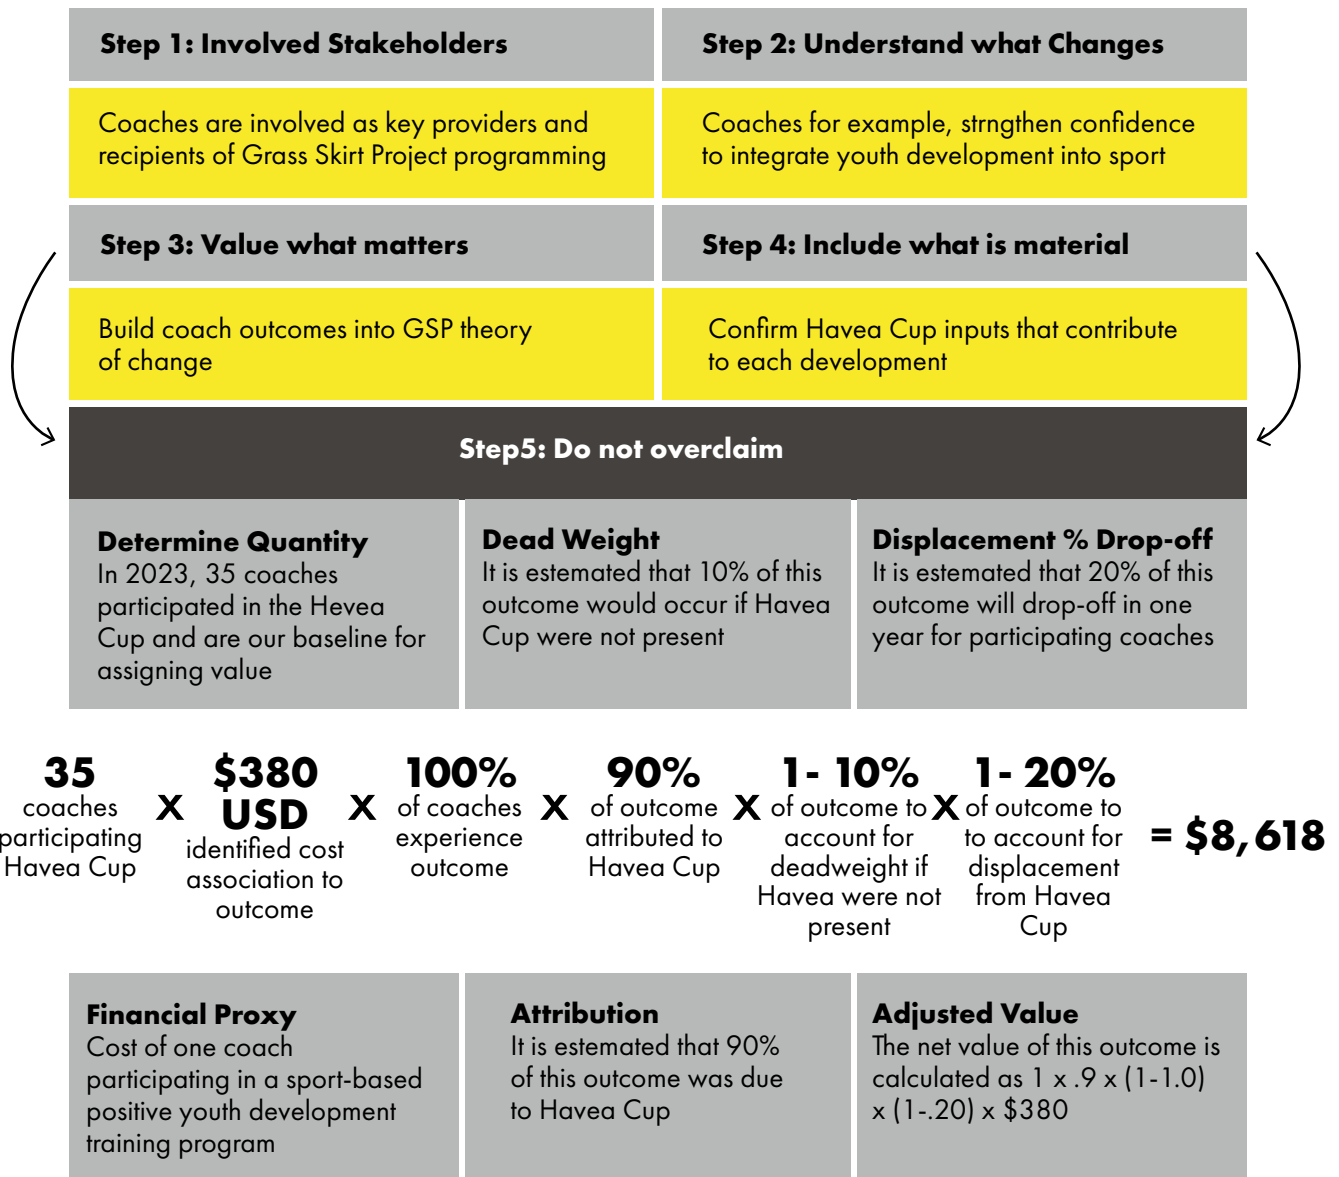 Step 1: Involved Stakeholders
Step 2: Understand what Changes
Coaches are involved as key providers and
recipients of Grass Skirt Project programming
Coaches for example, strngthen confidence
to integrate youth development into sport
Step 3: Value what matters
Step 4: Include what is material
Build coach outcomes into GSP theory
of change
Confirm Havea Cup inputs that contribute
to each development
Step5: Do not overclaim
Determine Quantity
In 2023, 35 coaches
participated in the Hevea
Cup and are our baseline for
assigning value
Dead Weight
It is estemated that 10% of this
outcome would occur if Havea
Cup were not present
Displacement % Drop-off
It is estemated that 20% of this
outcome will drop-off in one
year for participating coaches
35
coaches
participating
Havea Cup
X
$380
USD
identified cost
association to
outcome
X
100%
of coaches
experience
outcome
X
90%
of outcome
attributed to
Havea Cup
X
1- 10%
of outcome to
account for
deadweight if
Havea were not
present
X
1- 20%
of outcome to
to account for
displacement
from Havea
Cup
= $8,618
Financial Proxy
Cost of one coach
participating in a sport-based
positive youth development
training program
Attribution
It is estemated that 90%
of this outcome was due
to Havea Cup
Adjusted Value
The net value of this outcome is
calculated as 1 x .9 x (1-1.0)
x (1-.20) x $380